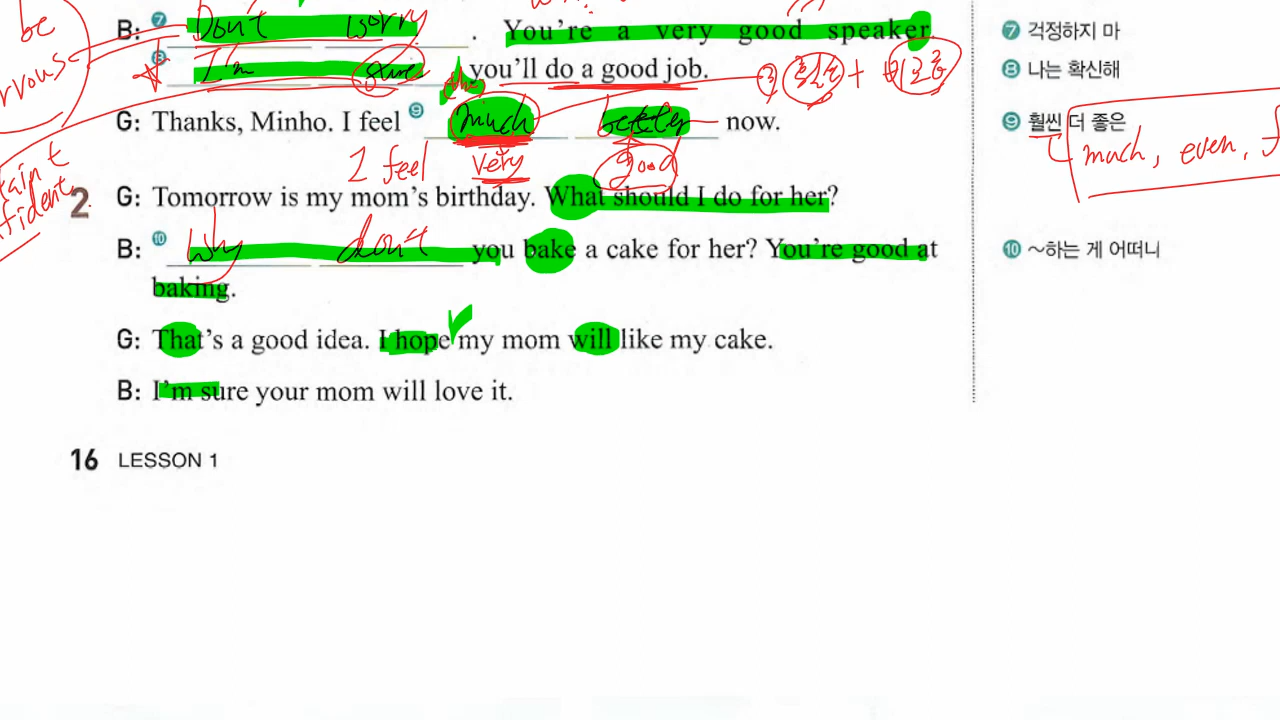 be
B: ⑦ Don't worry. You're a very good speaker. ⑦ 걱정하지 마
⑧ I'm sure you'll do a good job. ⑧ 나는 확신해
G: Thanks, Minho. I feel ⑨ much better now. ⑨ 훨씬 더 좋은
I feel very good
much, even, f
2 G: Tomorrow is my mom's birthday. What should I do for her?
B: ⑩ Why don't you bake a cake for her? You're good at ⑩ ~하는 게 어떠니
baking.
G: That's a good idea. I hope my mom will like my cake.
B: I'm sure your mom will love it.
16 LESSON 1